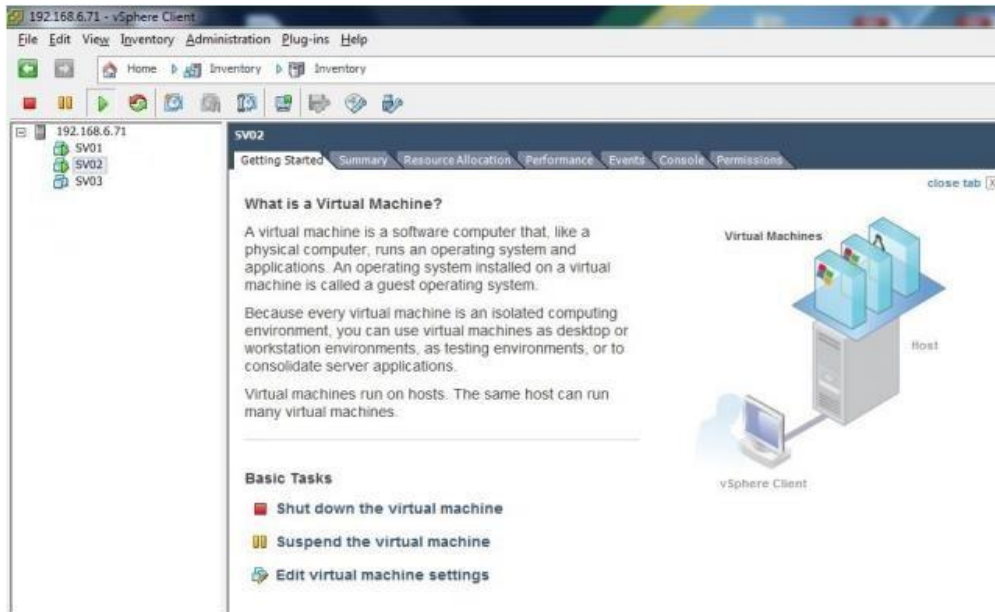 192.168.6.71 - vSphere Client
File Edit View Inventory Administration Plug-ins Help
Home Inventory Inventory
192.168.6.71
SV01
SV02
SV03
SV02
Getting Started Summary Resource Allocation Performance Events Console Permissions
close tab
What is a Virtual Machine?
A virtual machine is a software computer that, like a
physical computer, runs an operating system and
applications. An operating system installed on a virtual
machine is called a guest operating system.
Because every virtual machine is an isolated computing
environment, you can use virtual machines as desktop or
workstation environments, as testing environments, or to
consolidate server applications.
Virtual machines run on hosts. The same host can run
many virtual machines.
Virtual Machines
Host
vSphere Client
Basic Tasks
Shut down the virtual machine
Suspend the virtual machine
Edit virtual machine settings